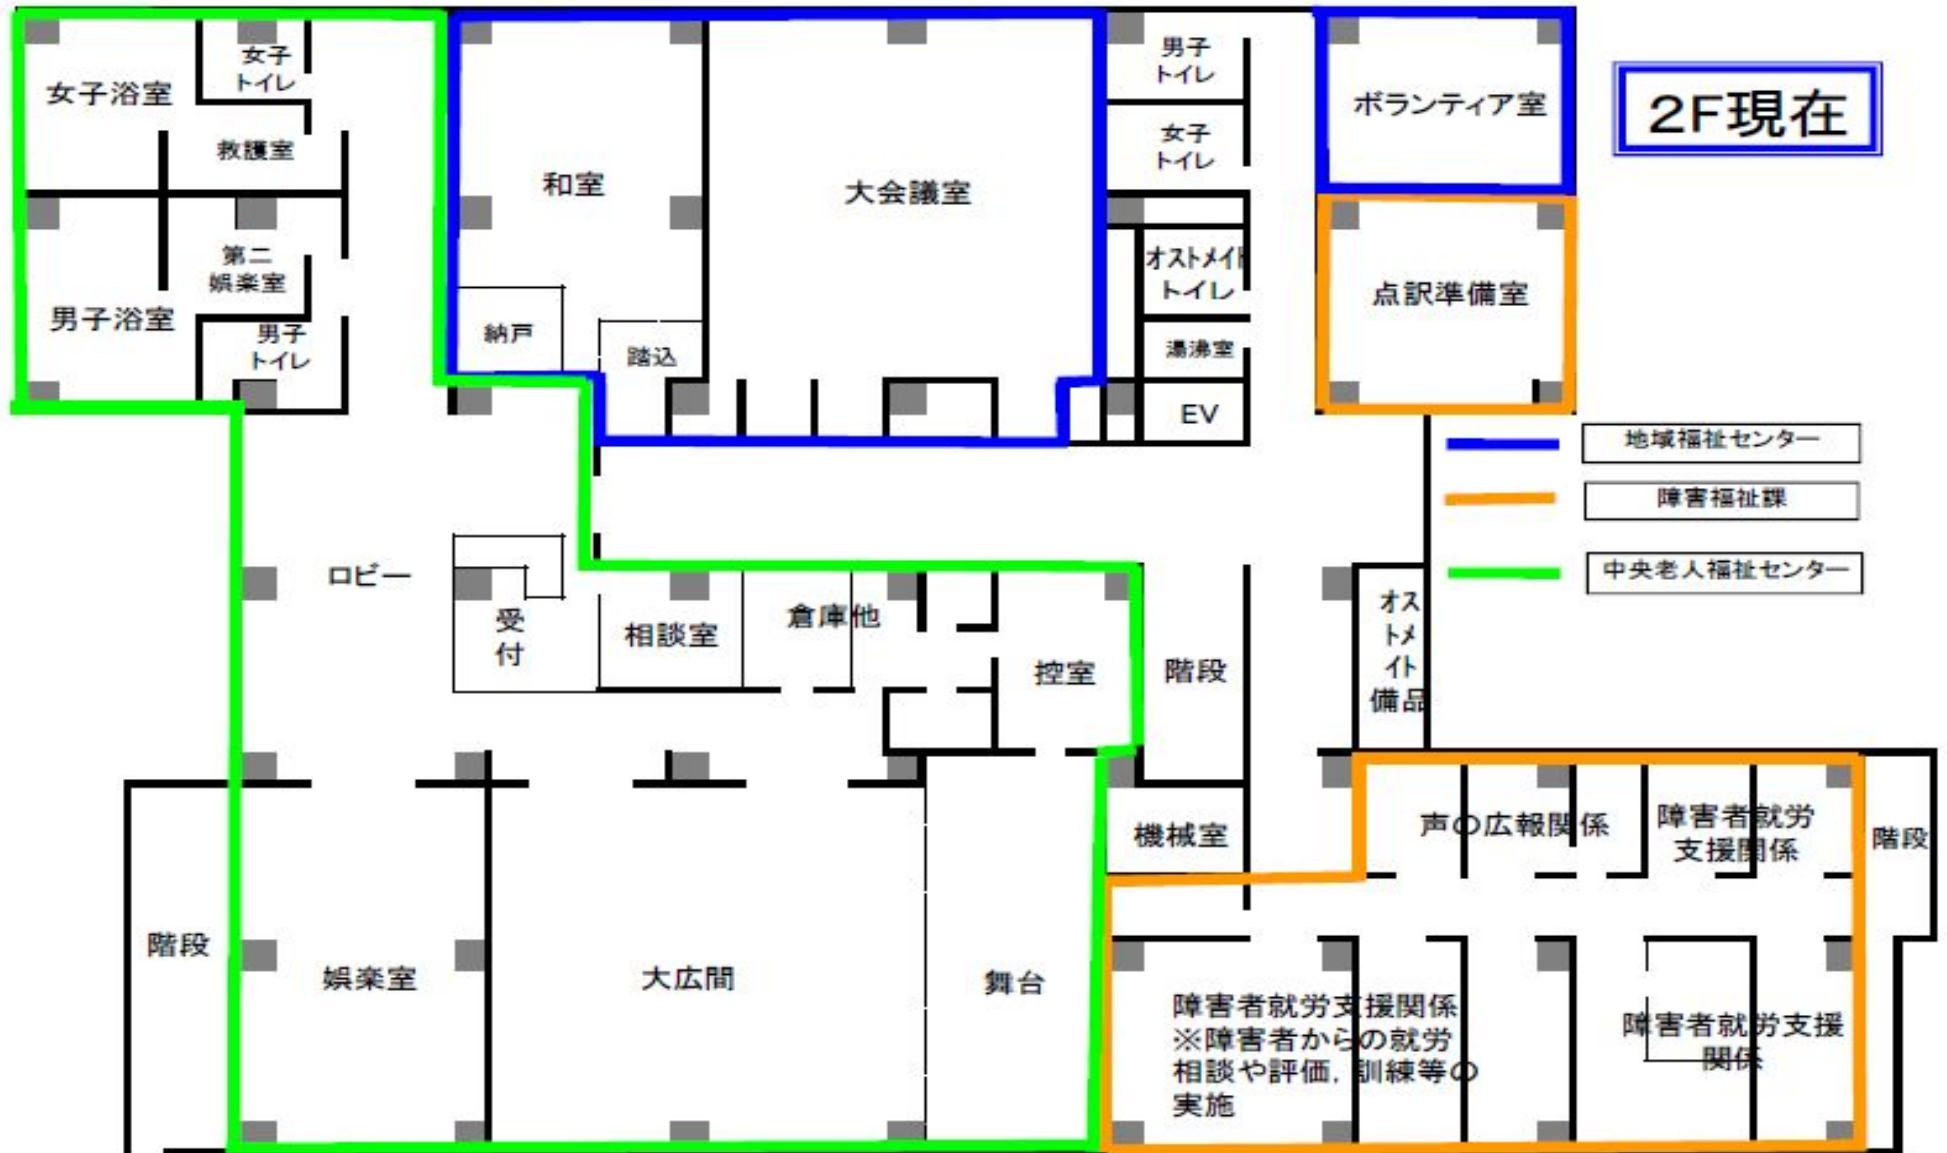 女子浴室
女子
トイレ
救護室
男子浴室
第二
娯楽室
男子
トイレ
和室
納戸
踏込
大会議室
男子
トイレ
女子
トイレ
オストメイト
トイレ
湯沸室
EV
ボランティア室
点訳準備室
2F現在
地域福祉センター
障害福祉課
中央老人福祉センター
ロビー
受
付
相談室
倉庫他
控室
階段
オス
トメ
イト
備品
機械室
声の広報関係
障害者就労
支援関係
階段
階段
娯楽室
大広間
舞台
障害者就労支援関係
※障害者からの就労
相談や評価，訓練等の
実施
障害者就労支援
関係